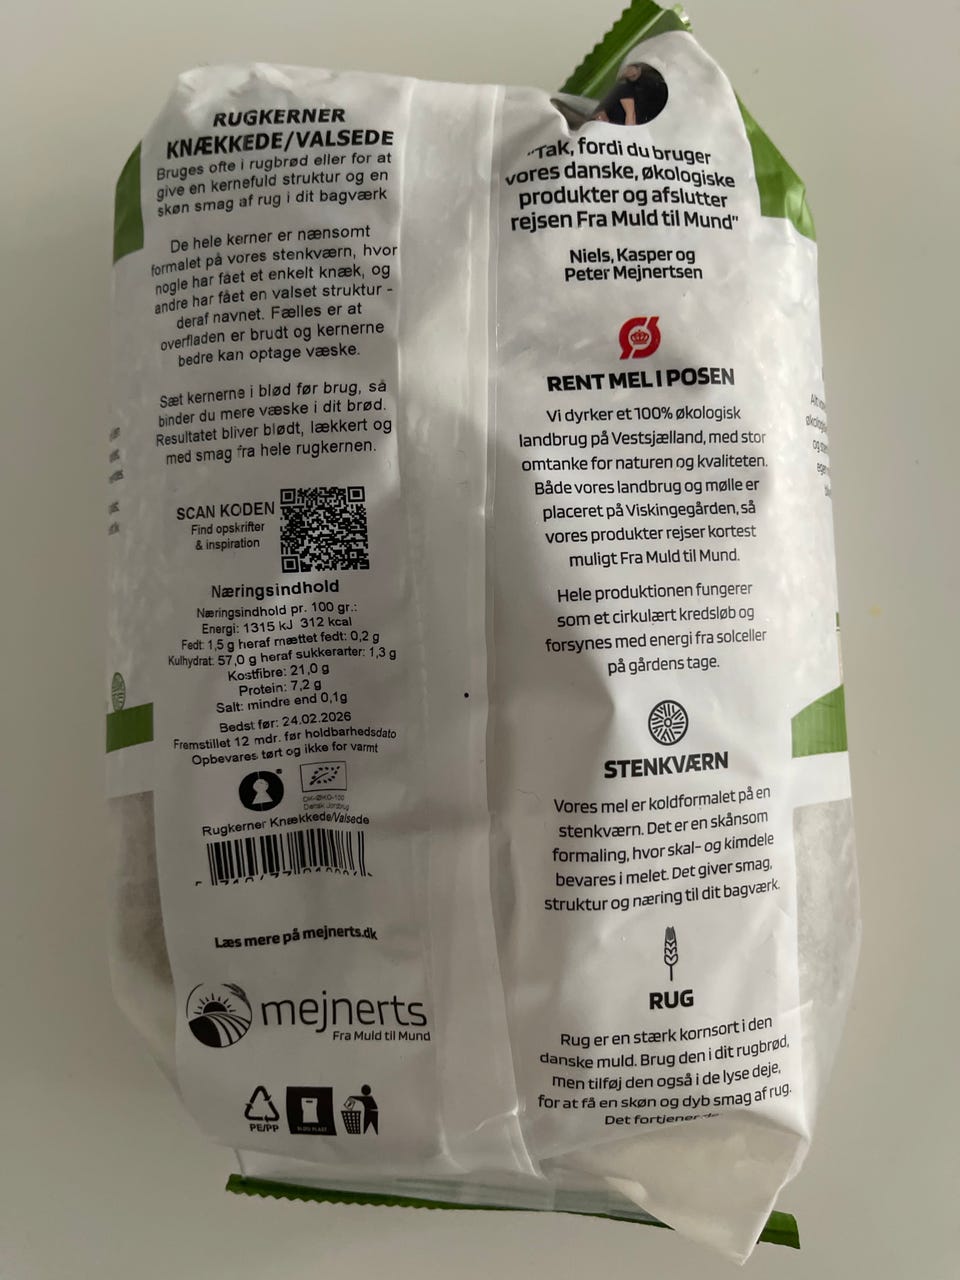 RUGKERNER
KNÆKKEDE/VALSEDE
Bruges ofte i rugbrød eller for at
give en kernefuld struktur og en
skøn smag af rug i dit bagværk
De hele kerner er nænsomt
formalet på vores stenkværn, hvor
nogle har fået et enkelt knæk, og
andre har fået en valset struktur -
deraf navnet. Fælles er at
overfladen er brudt og kernerne
bedre kan optage væske.
Sæt kernerne i blød før brug, så
binder du mere væske i dit brød.
Resultatet bliver blødt, lækkert og
med smag fra hele rugkernen.
SCAN KODEN
Find opskrifter
& inspiration
Næringsindhold
Næringsindhold pr. 100 gr.:
Energi: 1315 kJ 312 kcal
Fedt: 1,5 g heraf mættet fedt: 0,2 g
Kulhydrat: 57,0 g heraf sukkerarter: 1,3 g
Kostfibre: 21,0 g
Protein: 7,2 g
Salt: mindre end 0,1g
Bedst før: 24.02.2026
Fremstillet 12 mdr. før holdbarhedsdato
Opbevares tørt og ikke for varmt
DK-ØKO-100
Dansk Jordbrug
Rugkerner Knækkede/Valsede
Læs mere på mejnerts.dk
mejnerts
Fra Muld til Mund
PE/PP
BLØD PLAST
"Tak, fordi du bruger
vores danske, økologiske
produkter og afslutter
rejsen Fra Muld til Mund"
Niels, Kasper og
Peter Mejnertsen
RENT MEL I POSEN
Vi dyrker et 100% økologisk
landbrug på Vestsjælland, med stor
omtanke for naturen og kvaliteten.
Både vores landbrug og mølle er
placeret på Viskingegården, så
vores produkter rejser kortest
muligt Fra Muld til Mund.
Hele produktionen fungerer
som et cirkulært kredsløb og
forsynes med energi fra solceller
på gårdens tage.
STENKVÆRN
Vores mel er koldformalet på en
stenkværn. Det er en skånsom
formaling, hvor skal- og kimdele
bevares i melet. Det giver smag,
struktur og næring til dit bagværk.
RUG
Rug er en stærk kornsort i den
danske muld. Brug den i dit rugbrød,
men tilføj den også i de lyse deje,
for at få en skøn og dyb smag af rug.
Det fortjener